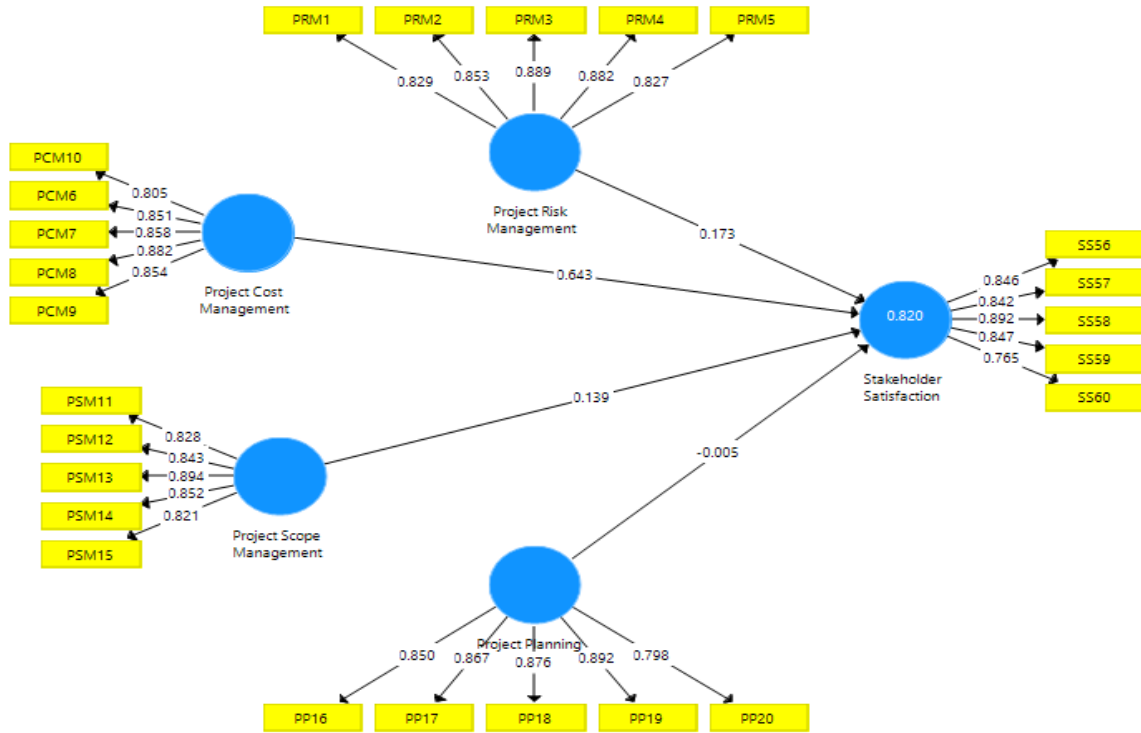 PRM1 PRM2 PRM3 PRM4 PRM5
0.829 0.853 0.889 0.882 0.827
Project Risk
Management
PCM10
PCM6
PCM7
PCM8
PCM9
0.805
0.851
0.858
0.882
0.854
Project Cost
Management
0.173
0.643
0.139
-0.005
0.820
Stakeholder
Satisfaction
0.846
0.842
0.892
0.847
0.765
SS56
SS57
SS58
SS59
SS60
PSM11
PSM12
PSM13
PSM14
PSM15
0.828
0.843
0.894
0.852
0.821
Project Scope
Management
Project Planning
0.850 0.867 0.876 0.892 0.798
PP16 PP17 PP18 PP19 PP20